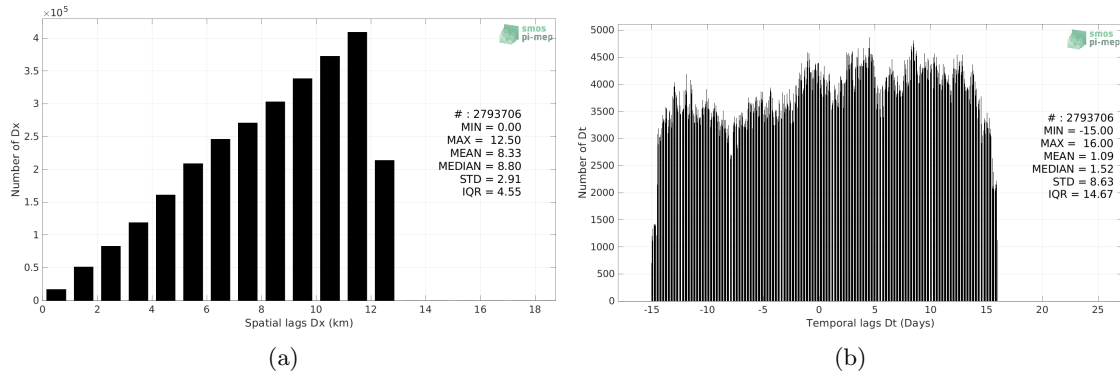 ×10⁵
4
3.5
3
2.5
2
1.5
1
0.5
0
0 2 4 6 8 10 12 14 16 18
Number of Dx
Spatial lags Dx (km)
smos
pi-mep
# : 2793706
MIN = 0.00
MAX = 12.50
MEAN = 8.33
MEDIAN = 8.80
STD = 2.91
IQR = 4.55
(a)
5000
4500
4000
3500
3000
2500
2000
1500
1000
500
0
-15 -10 -5 0 5 10 15 20 25
Number of Dt
Temporal lags Dt (Days)
smos
pi-mep
# : 2793706
MIN = -15.00
MAX = 16.00
MEAN = 1.09
MEDIAN = 1.52
STD = 8.63
IQR = 14.67
(b)